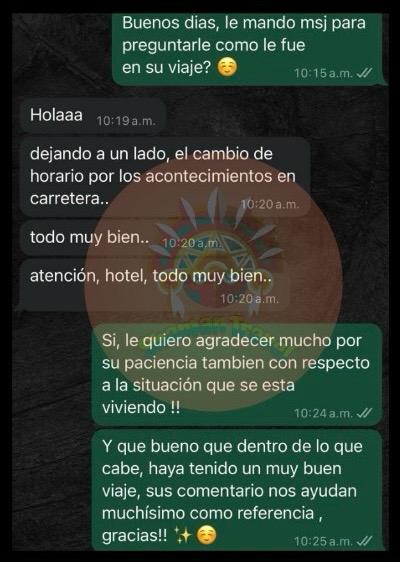 Buenos dias, le mando msj para
preguntarle como le fue
en su viaje? ☺️
10:15 a.m.
Holaaa
10:19 a.m.
dejando a un lado, el cambio de
horario por los acontecimientos en
carretera..
10:20 a.m.
todo muy bien..
10:20 a.m.
atención, hotel, todo muy bien..
10:20 a.m.
Si, le quiero agradecer mucho por
su paciencia tambien con respecto
a la situación que se esta
viviendo !!
10:24 a.m.
Y que bueno que dentro de lo que
cabe, haya tenido un muy buen
viaje, sus comentario nos ayudan
muchísimo como referencia ,
gracias!! ✨☺️
10:25 a.m.